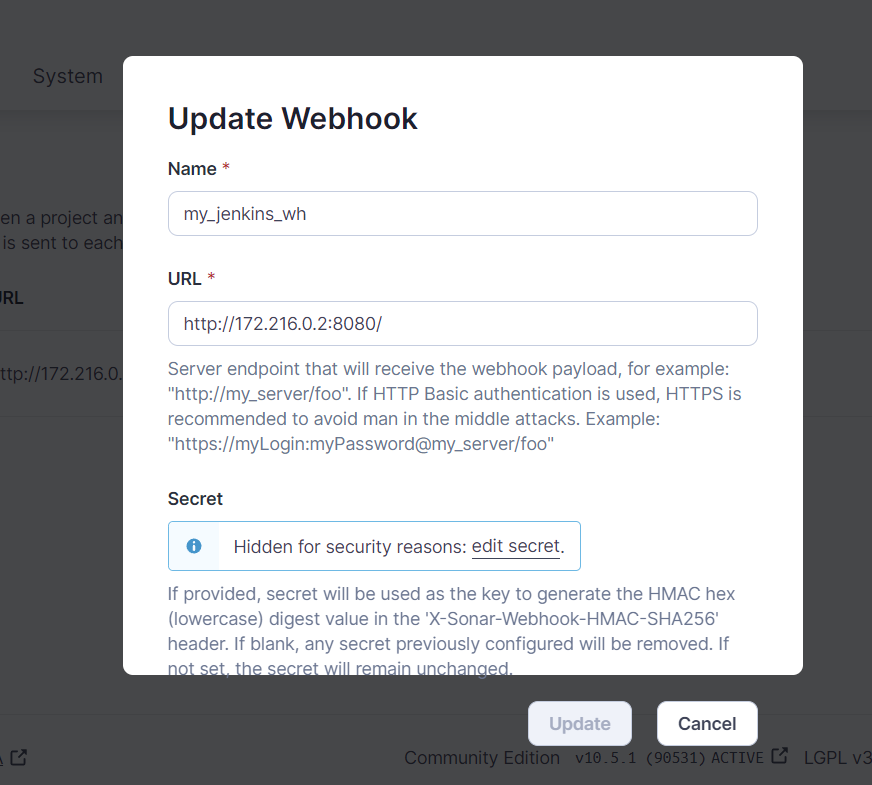 System
Update Webhook
Name *
my_jenkins_wh
en a project an
is sent to each
URL *
URL
http://172.216.0.2:8080/
ttp://172.216.0.
Server endpoint that will receive the webhook payload, for example:
"http://my_server/foo". If HTTP Basic authentication is used, HTTPS is
recommended to avoid man in the middle attacks. Example:
"https://myLogin:myPassword@my_server/foo"
Secret
Hidden for security reasons: edit secret.
If provided, secret will be used as the key to generate the HMAC hex
(lowercase) digest value in the 'X-Sonar-Webhook-HMAC-SHA256'
header. If blank, any secret previously configured will be removed. If
not set, the secret will remain unchanged.
Update Cancel
Community Edition v10.5.1 (90531) ACTIVE LGPL v3